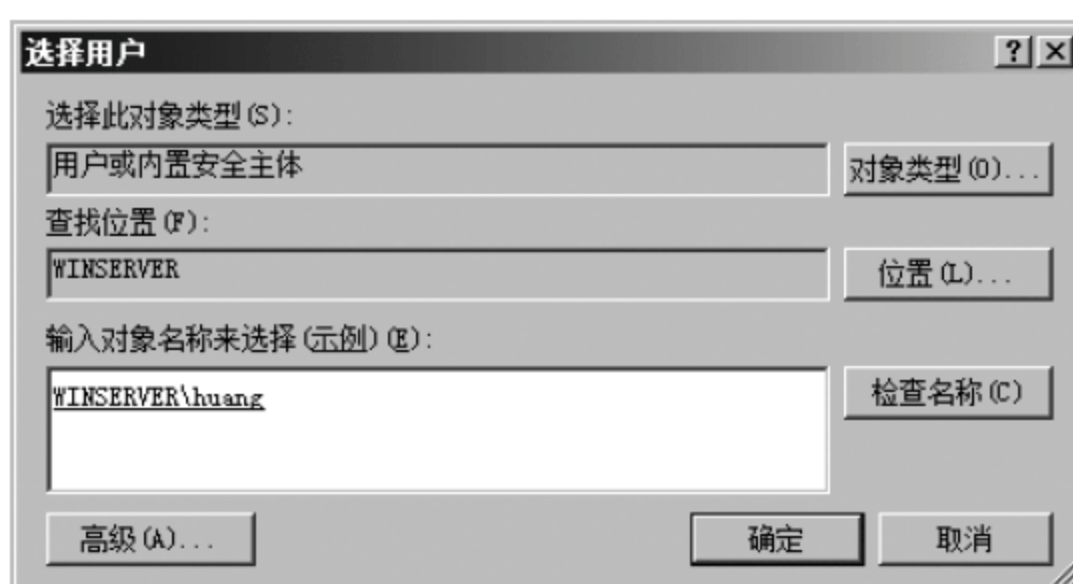 选择用户
选择此对象类型(S):
用户或内置安全主体
对象类型(O)...
查找位置(F):
WINSERVER
位置(L)...
输入对象名称来选择(示例)(E):
WINSERVER\huang
检查名称(C)
高级(A)...
确定
取消